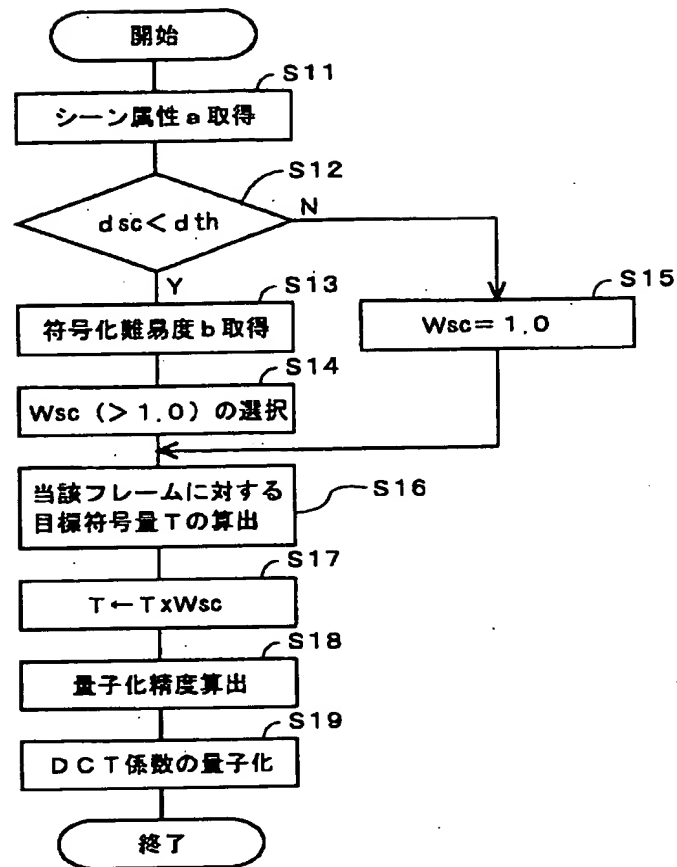 開始
S11
シーン属性a取得
S12
dsc<dth
N
Y
S13
符号化難易度b取得
S15
Wsc=1.0
S14
Wsc(>1.0)の選択
当該フレームに対する
目標符号量Tの算出
S16
S17
T←TxWsc
S18
量子化精度算出
S19
DCT係数の量子化
終了